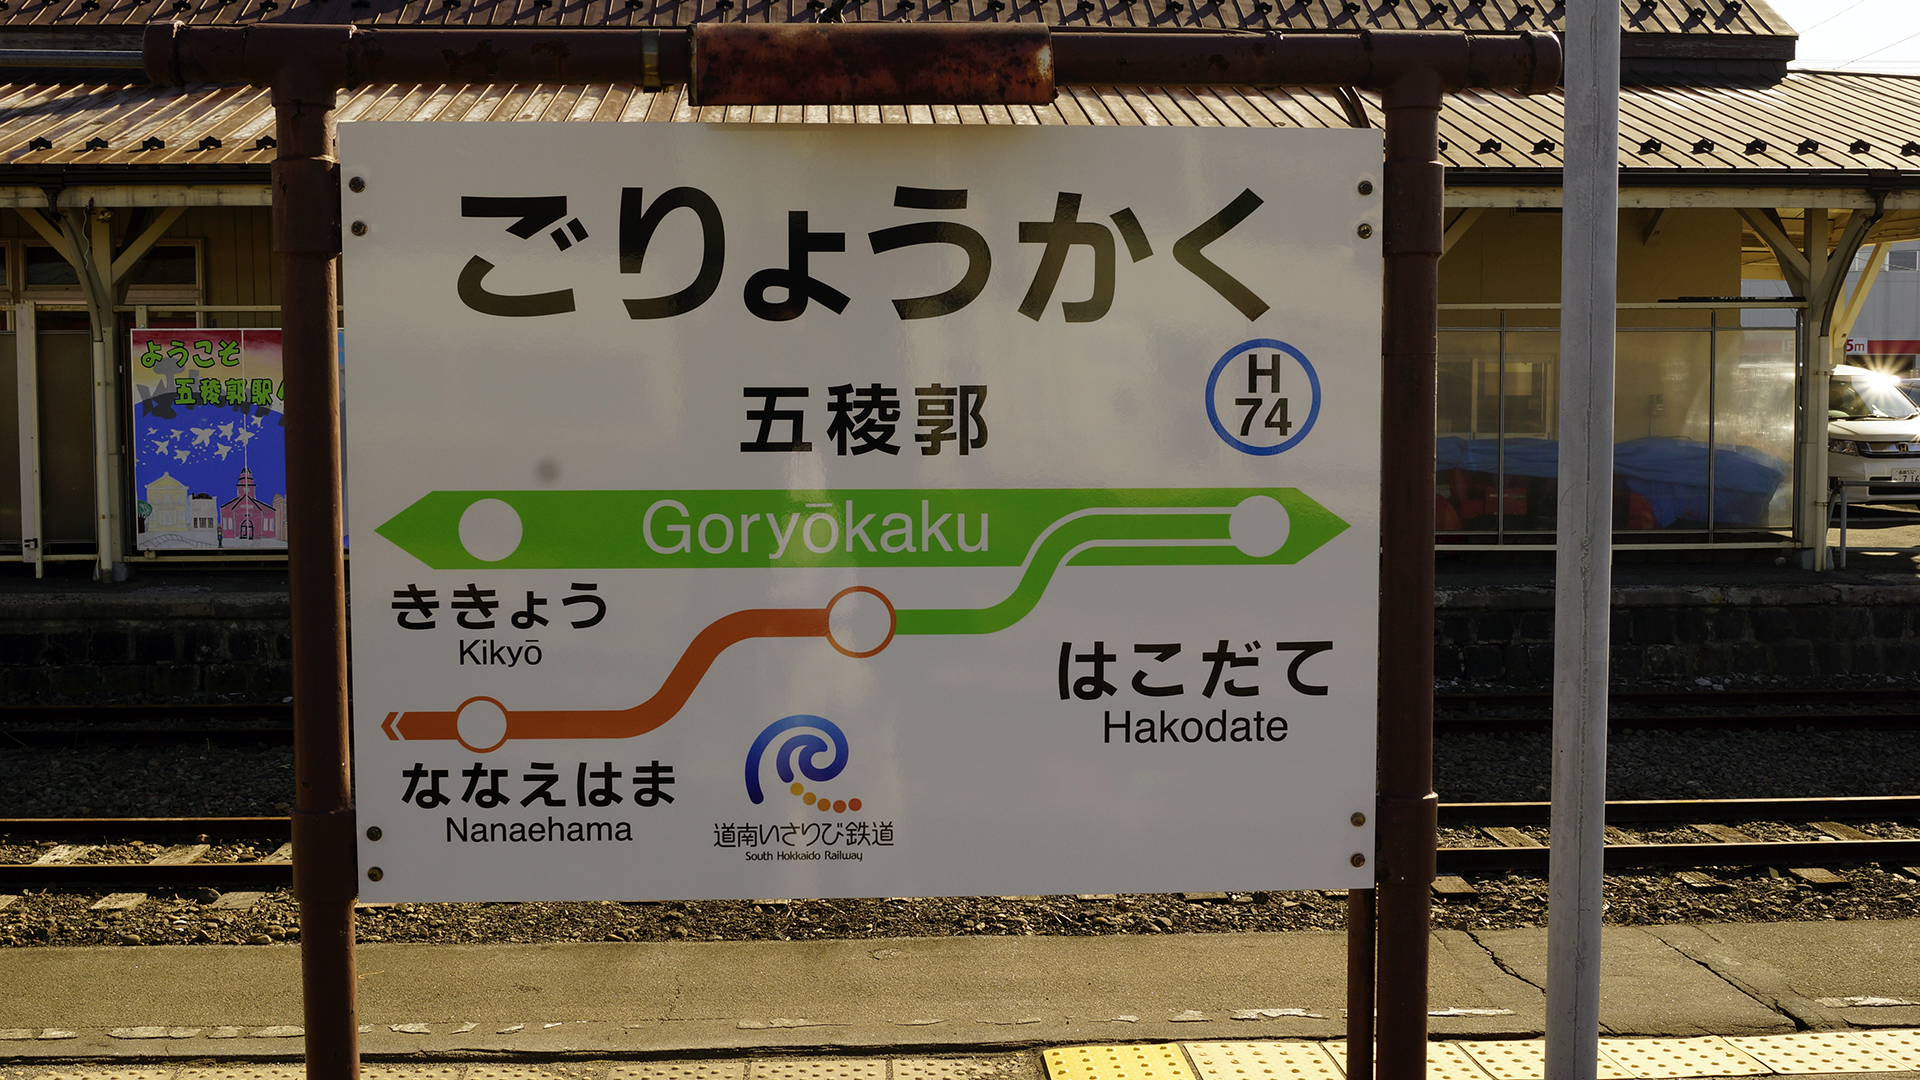 ごりょうかく
五稜郭
H
74
Goryōkaku
ききょう
Kikyō
はこだて
Hakodate
ななえはま
Nanaehama
道南いさりび鉄道
South Hokkaido Railway
ようこそ
五稜郭駅
5m